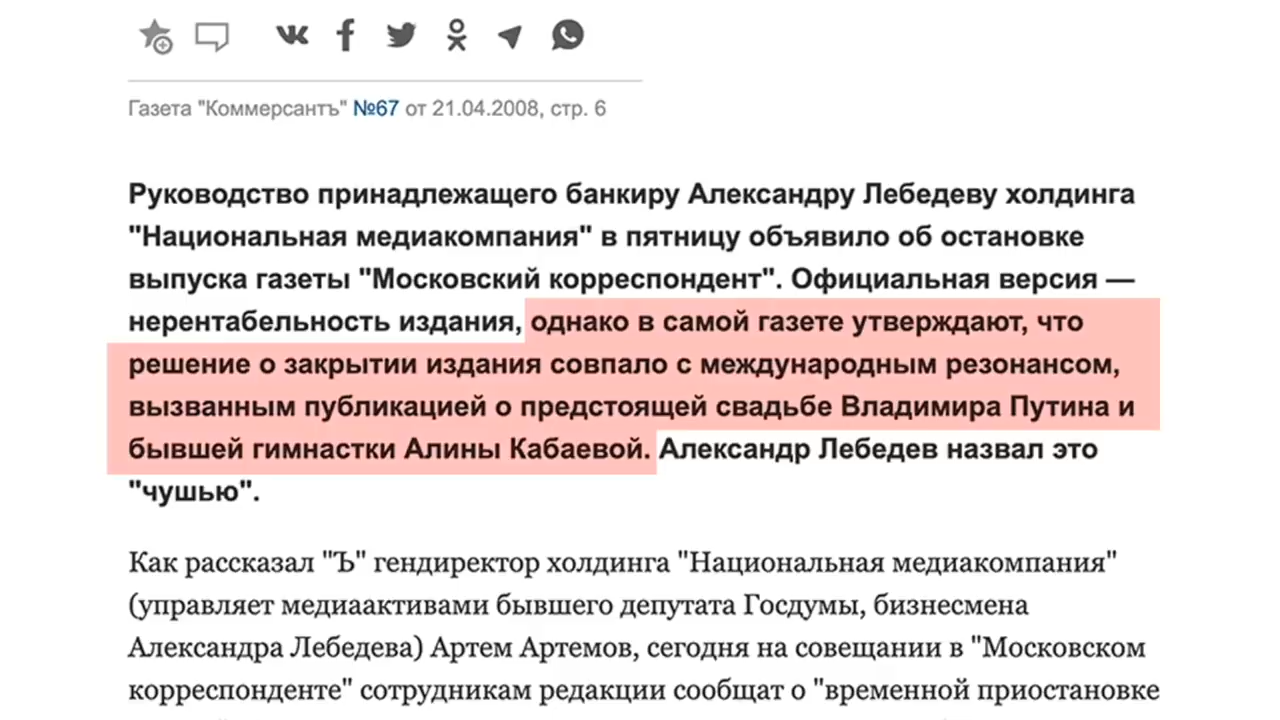 Газета "Коммерсантъ" №67 от 21.04.2008, стр. 6
Руководство принадлежащего банкиру Александру Лебедеву холдинга
"Национальная медиакомпания" в пятницу объявило об остановке
выпуска газеты "Московский корреспондент". Официальная версия —
нерентабельность издания, однако в самой газете утверждают, что
решение о закрытии издания совпало с международным резонансом,
вызванным публикацией о предстоящей свадьбе Владимира Путина и
бывшей гимнастки Алины Кабаевой. Александр Лебедев назвал это
"чушью".
Как рассказал "Ъ" гендиректор холдинга "Национальная медиакомпания"
(управляет медиаактивами бывшего депутата Госдумы, бизнесмена
Александра Лебедева) Артем Артемов, сегодня на совещании в "Московском
корреспонденте" сотрудникам редакции сообщат о "временной приостановке